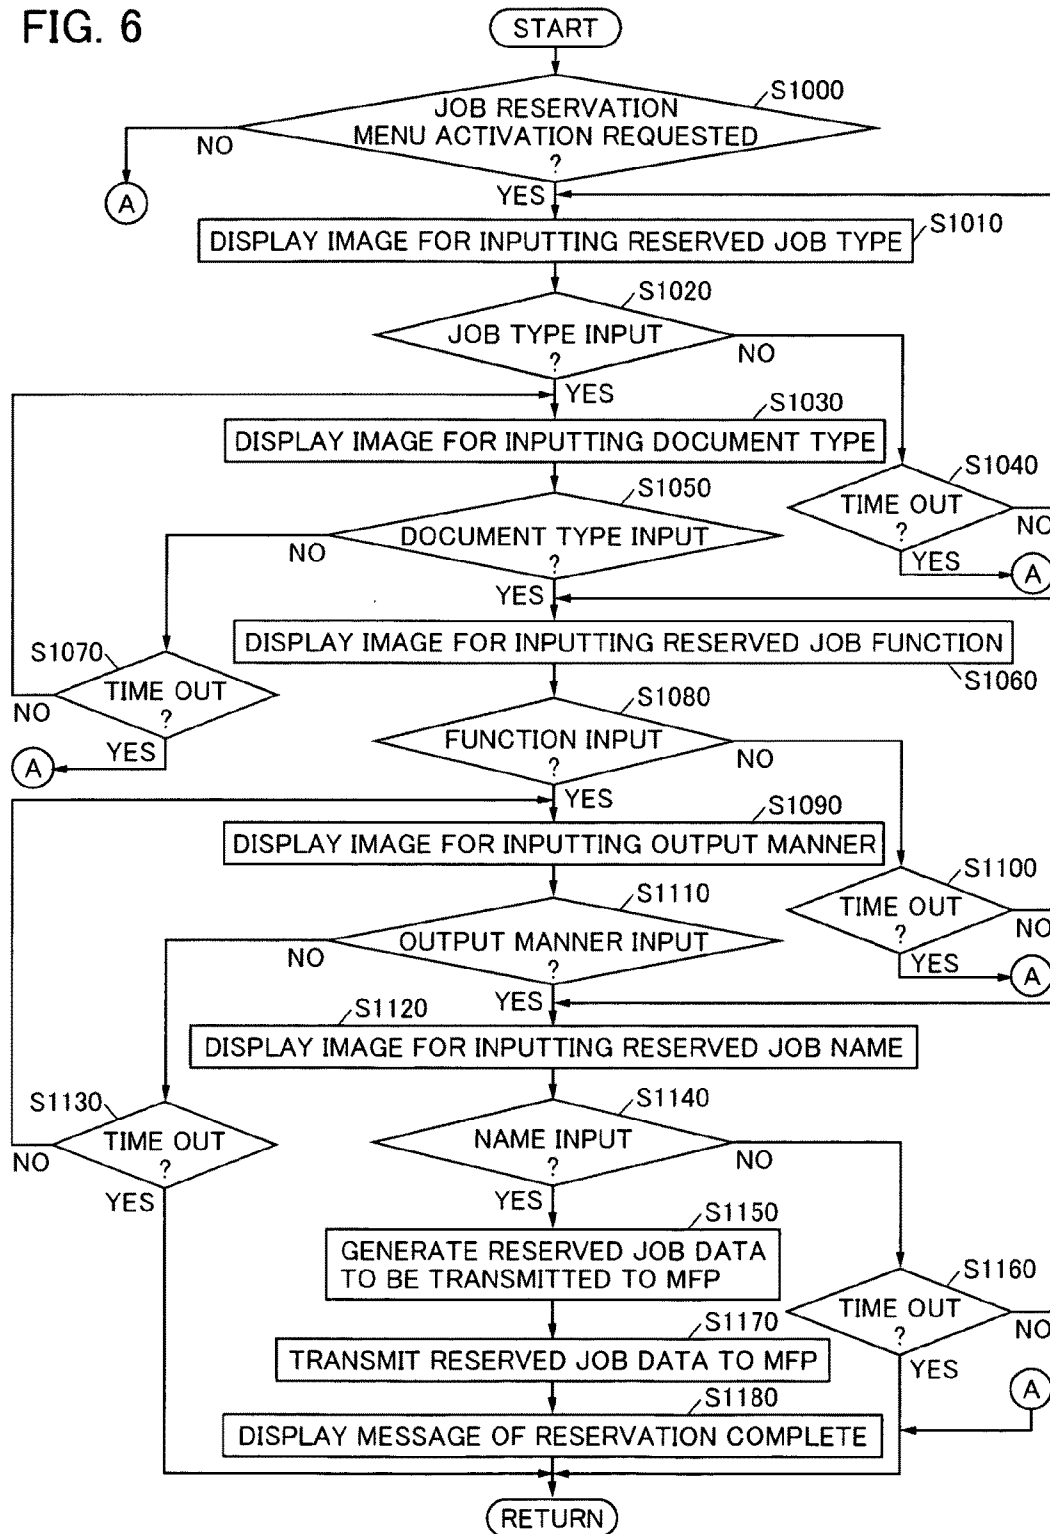 FIG. 6
START
S1000
JOB RESERVATION
MENU ACTIVATION REQUESTED
?
NO
A
YES
S1010
DISPLAY IMAGE FOR INPUTTING RESERVED JOB TYPE
S1020
JOB TYPE INPUT
?
NO
YES
S1030
DISPLAY IMAGE FOR INPUTTING DOCUMENT TYPE
S1040
TIME OUT
?
NO
YES
A
S1050
DOCUMENT TYPE INPUT
?
NO
YES
DISPLAY IMAGE FOR INPUTTING RESERVED JOB FUNCTION
S1060
S1070
TIME OUT
?
NO
YES
A
S1080
FUNCTION INPUT
?
NO
YES
S1090
DISPLAY IMAGE FOR INPUTTING OUTPUT MANNER
S1100
TIME OUT
?
NO
YES
A
S1110
OUTPUT MANNER INPUT
?
NO
YES
S1120
DISPLAY IMAGE FOR INPUTTING RESERVED JOB NAME
S1130
TIME OUT
?
NO
YES
S1140
NAME INPUT
?
NO
YES
S1150
GENERATE RESERVED JOB DATA
TO BE TRANSMITTED TO MFP
S1160
TIME OUT
?
NO
YES
A
S1170
TRANSMIT RESERVED JOB DATA TO MFP
S1180
DISPLAY MESSAGE OF RESERVATION COMPLETE
RETURN